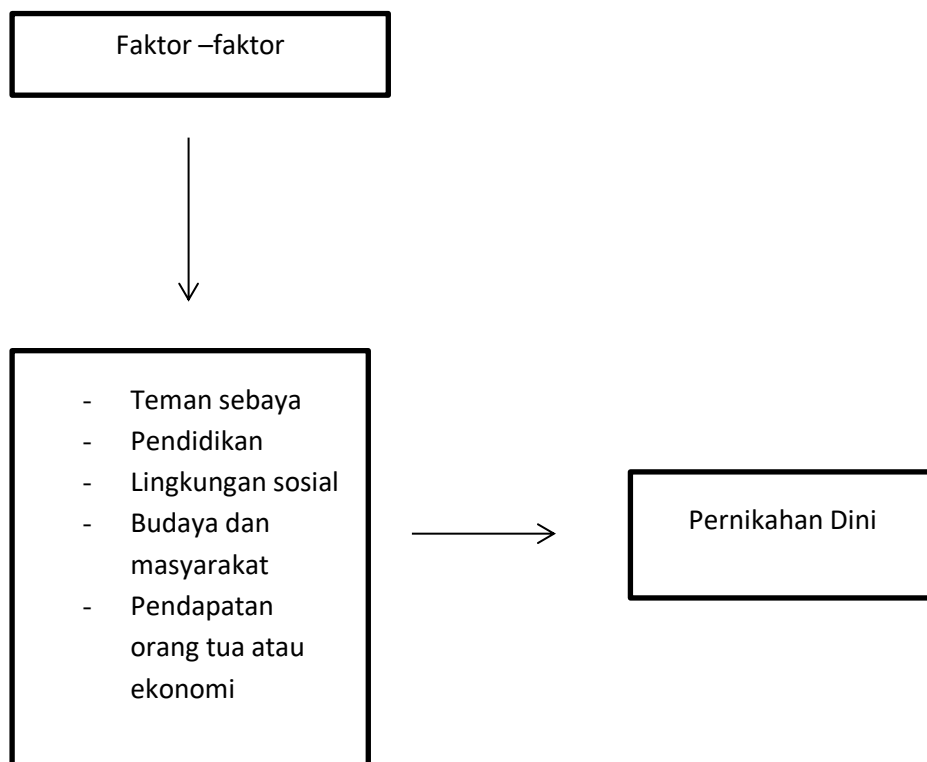 Faktor –faktor
- Teman sebaya
- Pendidikan
- Lingkungan sosial
- Budaya dan
masyarakat
- Pendapatan
orang tua atau
ekonomi
Pernikahan Dini